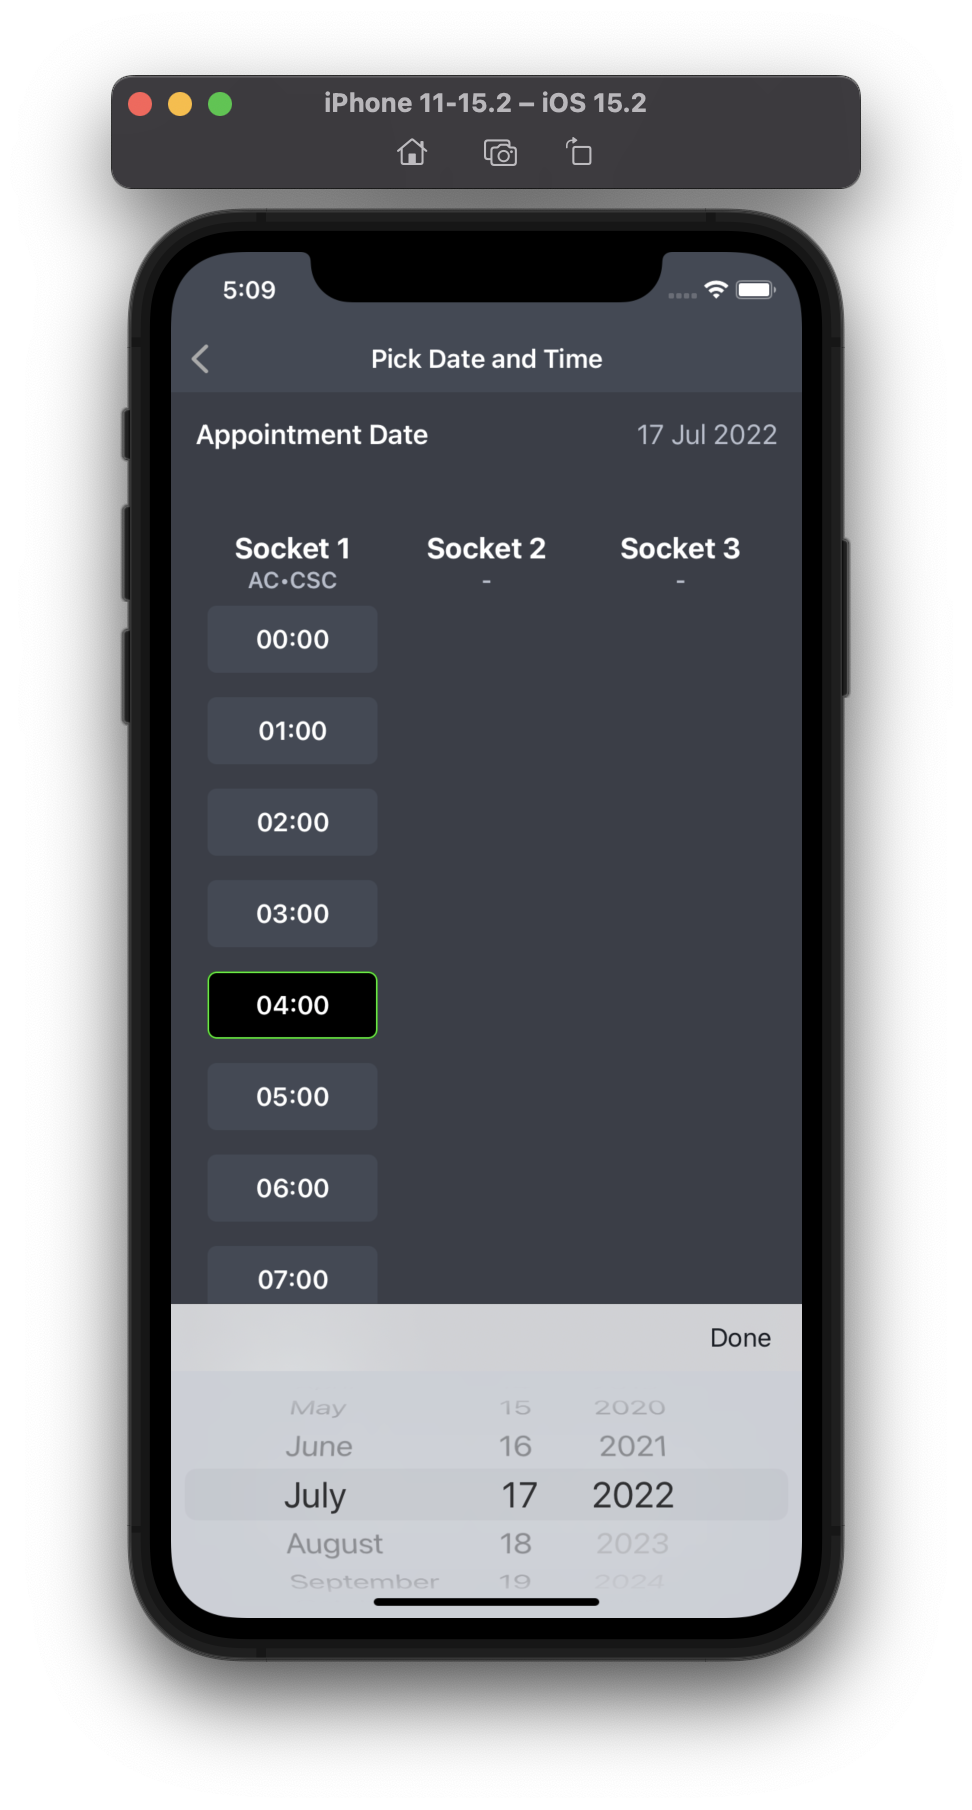 iPhone 11-15.2 – iOS 15.2
5:09
Pick Date and Time
Appointment Date 17 Jul 2022
Socket 1 Socket 2 Socket 3
AC•CSC - -
00:00
01:00
02:00
03:00
04:00
05:00
06:00
07:00
Done
May 15 2020
June 16 2021
July 17 2022
August 18 2023
September 19 2024